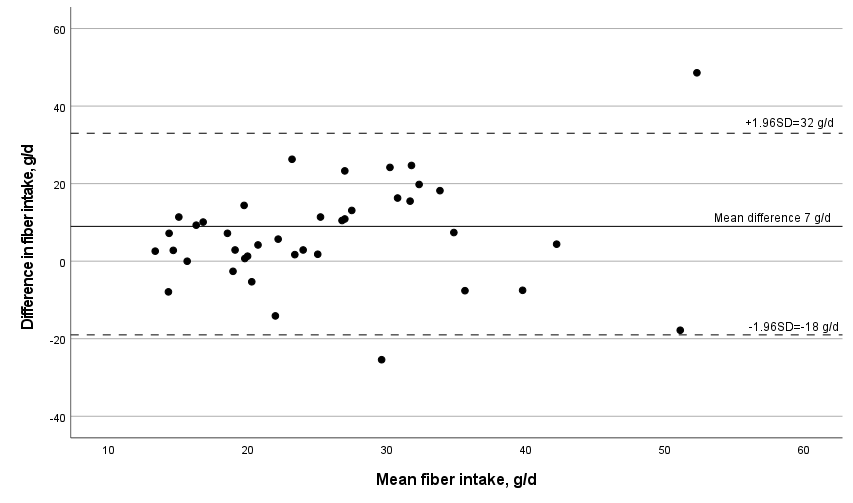 60
40
20
0
-20
-40
Difference in fiber intake, g/d
+1.96SD=32 g/d
Mean difference 7 g/d
-1.96SD=-18 g/d
10 20 30 40 50 60
Mean fiber intake, g/d